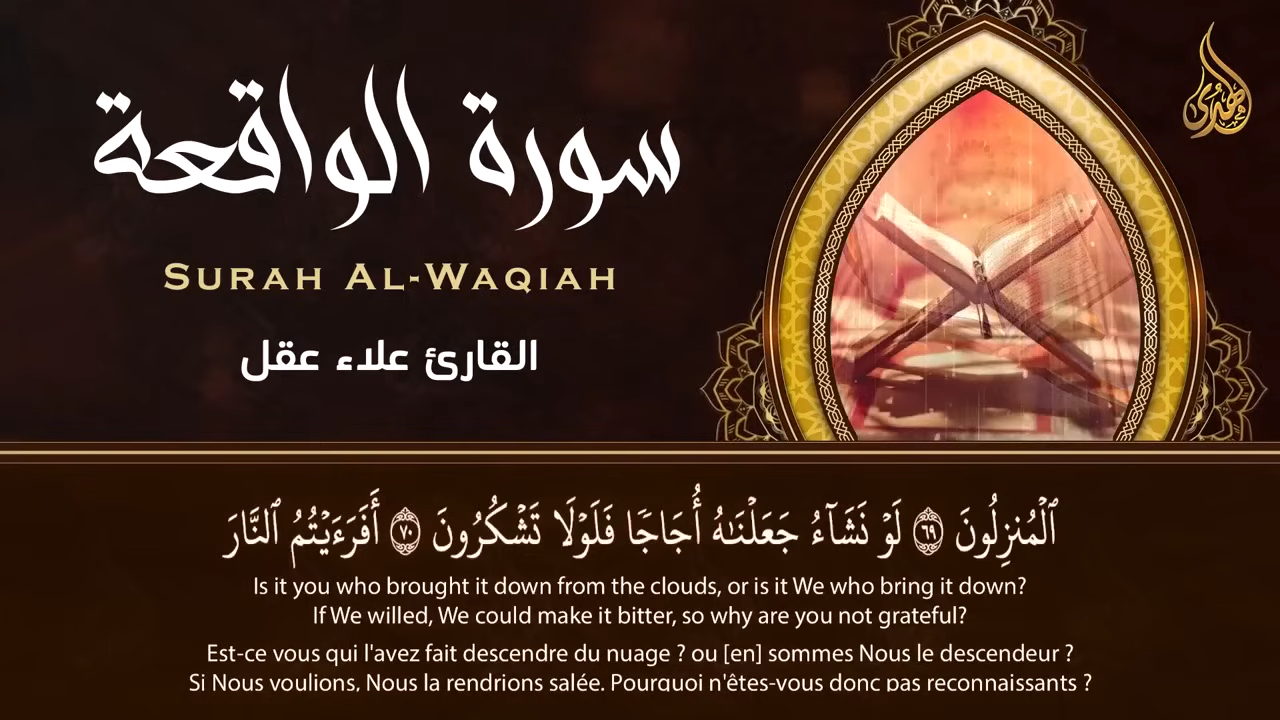 سورة الواقعة
SURAH AL-WAQIAH
القارئ علاء عقل
الهدى
ٱلْمُنزِلُونَ ٦٩ لَوْ نَشَآءُ جَعَلْنَٰهُ أُجَاجًا فَلَوْلَا تَشْكُرُونَ ٧٠ أَفَرَءَيْتُمُ ٱلنَّارَ
Is it you who brought it down from the clouds, or is it We who bring it down?
If We willed, We could make it bitter, so why are you not grateful?
Est-ce vous qui l'avez fait descendre du nuage ? ou [en] sommes Nous le descendeur ?
Si Nous voulions, Nous la rendrions salée. Pourquoi n'êtes-vous donc pas reconnaissants ?